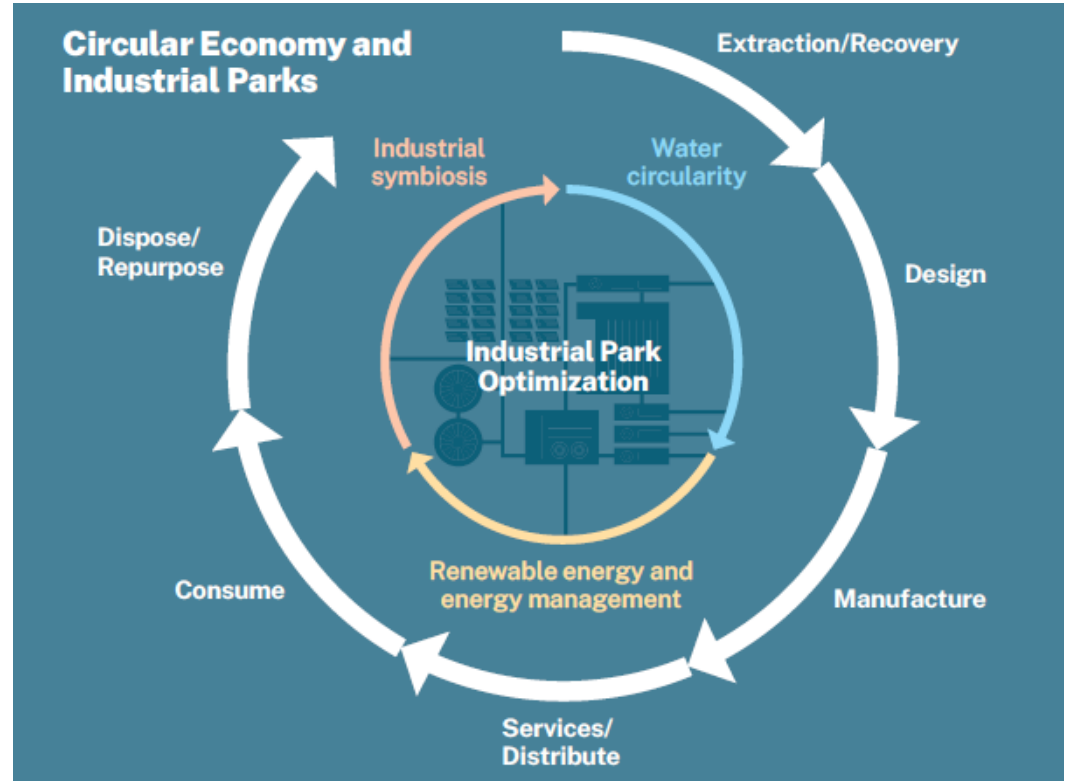 Circular Economy and
Industrial Parks
Extraction/Recovery
Design
Manufacture
Services/
Distribute
Consume
Dispose/
Repurpose
Industrial
symbiosis
Water
circularity
Renewable energy and
energy management
Industrial Park
Optimization